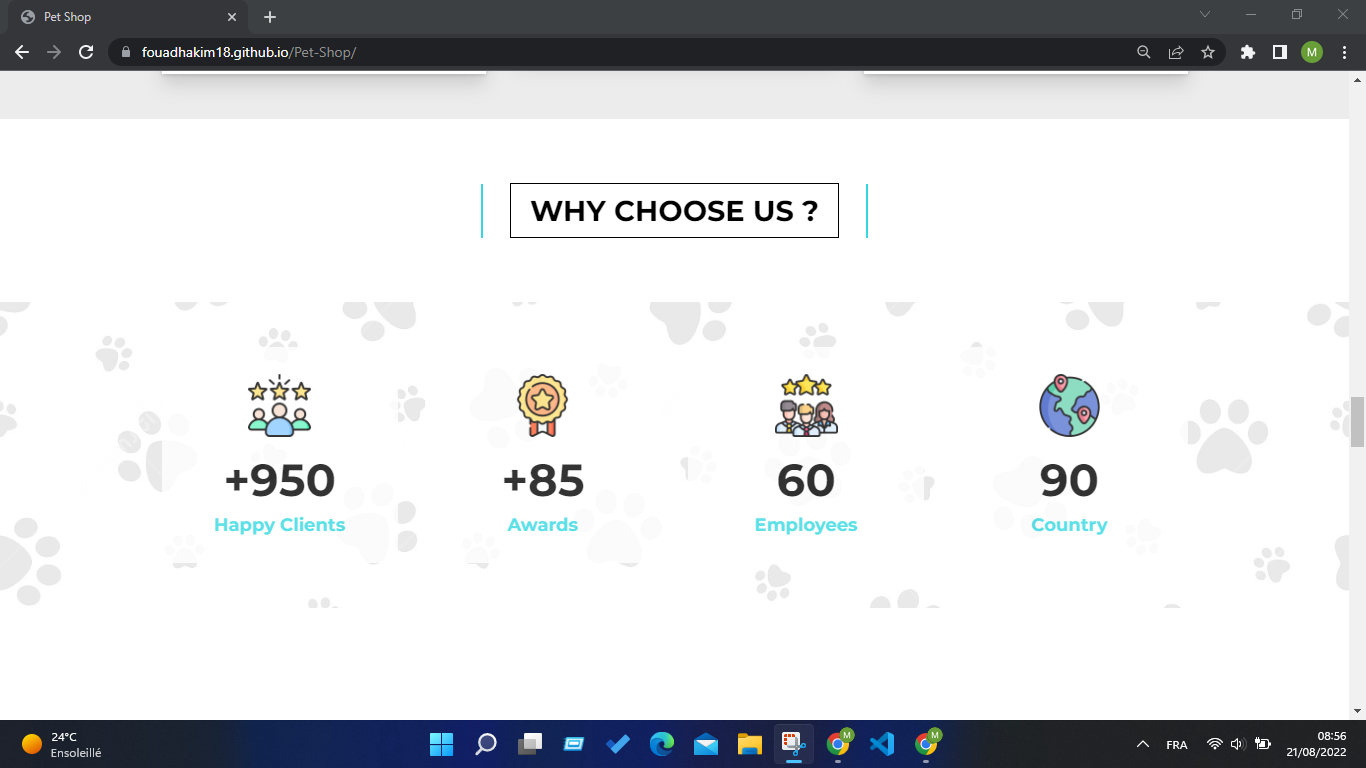 Pet Shop
fouadhakim18.github.io/Pet-Shop/
M
WHY CHOOSE US ?
+950
Happy Clients
+85
Awards
60
Employees
90
Country
24°C
Ensoleillé
M
M
FRA
08:56
21/08/2022